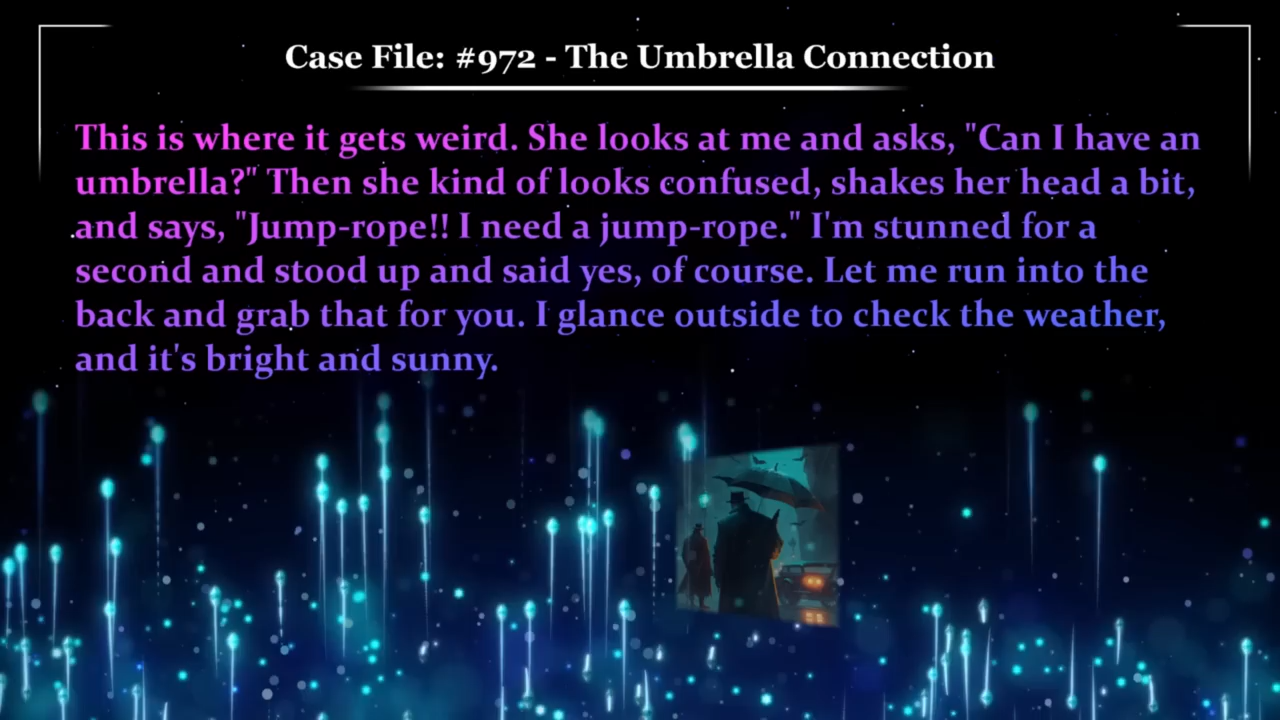 Case File: #972 - The Umbrella Connection
This is where it gets weird. She looks at me and asks, "Can I have an
umbrella?" Then she kind of looks confused, shakes her head a bit,
and says, "Jump-rope!! I need a jump-rope." I'm stunned for a
second and stood up and said yes, of course. Let me run into the
back and grab that for you. I glance outside to check the weather,
and it's bright and sunny.